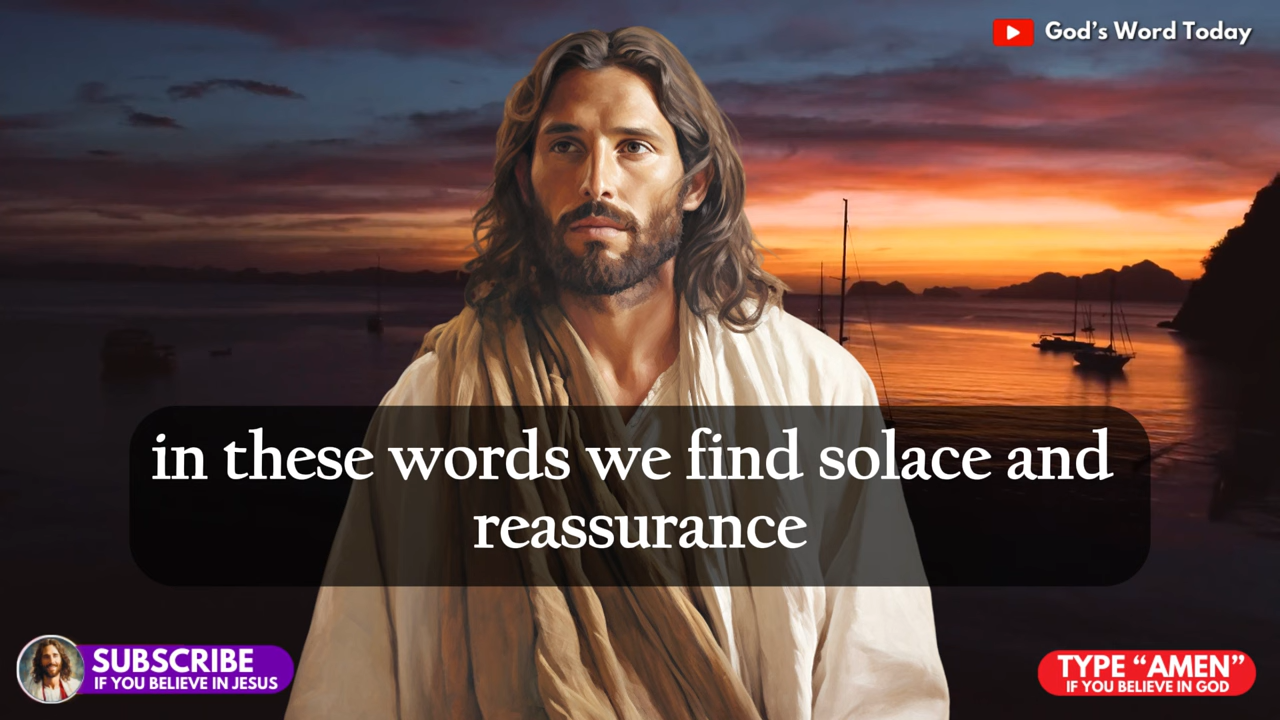 God's Word Today
in these words we find solace and
reassurance
SUBSCRIBE
IF YOU BELIEVE IN JESUS
TYPE “AMEN”
IF YOU BELIEVE IN GOD